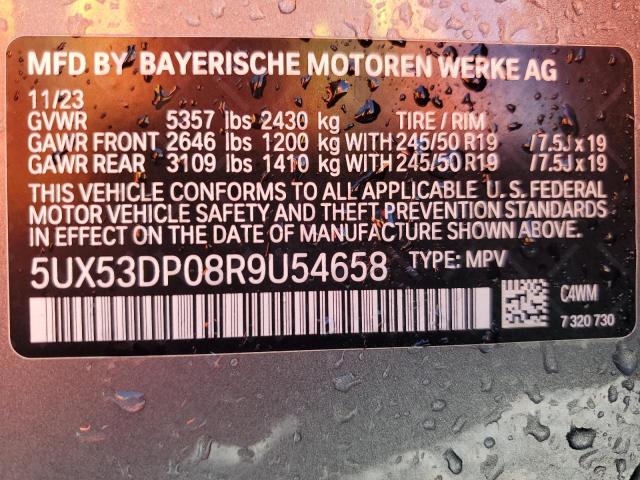 MFD BY BAYERISCHE MOTOREN WERKE AG
11/23
GVWR 5357 lbs 2430 kg TIRE / RIM
GAWR FRONT 2646 lbs 1200 kg WITH 245/50 R19 /7.5J x 19
GAWR REAR 3109 lbs 1410 kg WITH 245/50 R19 /7.5J x 19
THIS VEHICLE CONFORMS TO ALL APPLICABLE U. S. FEDERAL
MOTOR VEHICLE SAFETY AND THEFT PREVENTION STANDARDS
IN EFFECT ON THE DATE OF MANUFACTURE SHOWN ABOVE.
5UX53DP08R9U54658 TYPE: MPV
C4WM
7 320 730